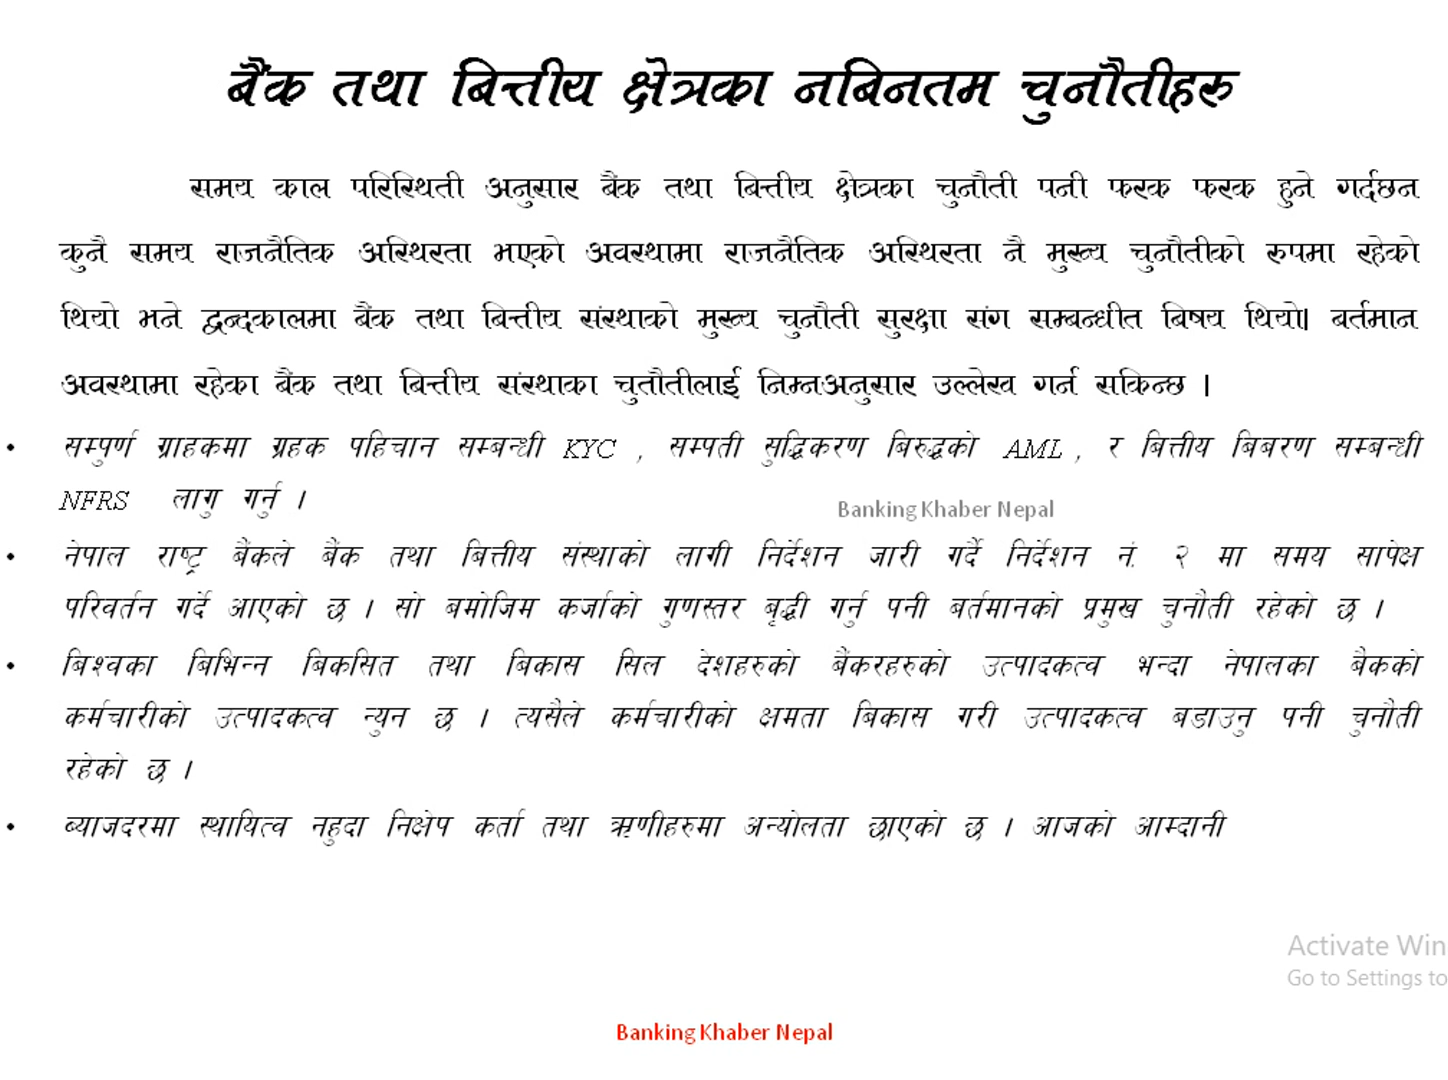 बैंक तथा बित्तीय क्षेत्रका नबिनतम चुनौतीहरु
समय काल परिस्थिती अनुसार बैंक तथा बित्तीय क्षेत्रका चुनौती पनी फरक फरक हुने गर्दछन
कुनै समय राजनैतिक अस्थिरता भएको अवस्थामा राजनैतिक अस्थिरता नै मुख्य चुनौतीको रुपमा रहेको
थियो भने द्वन्दकालमा बैंक तथा बित्तीय संस्थाको मुख्य चुनौती सुरक्षा संग सम्बन्धीत बिषय थियो| बर्तमान
अवस्थामा रहेका बैंक तथा बित्तीय संस्थाका चुतौतीलाई निम्नअनुसार उल्लेख गर्न सकिन्छ |
• सम्पुर्ण ग्राहकमा ग्रहक पहिचान सम्बन्धी KYC , सम्पती सुद्धिकरण बिरुद्धको AML , र बित्तीय बिबरण सम्बन्धी
NFRS लागु गर्नु ।
Banking Khaber Nepal
• नेपाल राष्ट्र बैंकले बैंक तथा बित्तीय संस्थाको लागी निर्देशन जारी गर्दै निर्देशन नं. २ मा समय सापेक्ष
परिवर्तन गर्दे आएको छ । सो बमोजिम कर्जाको गुणस्तर बृद्धी गर्नु पनी बर्तमानको प्रमुख चुनौती रहेको छ ।
• बिश्वका बिभिन्न बिकसित तथा बिकास सिल देशहरुको बैंकरहरुको उत्पादकत्व भन्दा नेपालका बैकको
कर्मचारीको उत्पादकत्व न्युन छ । त्यसैले कर्मचारीको क्षमता बिकास गरी उत्पादकत्व बडाउनु पनी चुनौती
रहेको छ ।
• ब्याजदरमा स्थायित्व नहुदा निक्षेप कर्ता तथा ऋणीहरुमा अन्योलता छाएको छ । आजको आम्दानी
Activate Win
Go to Settings to
Banking Khaber Nepal